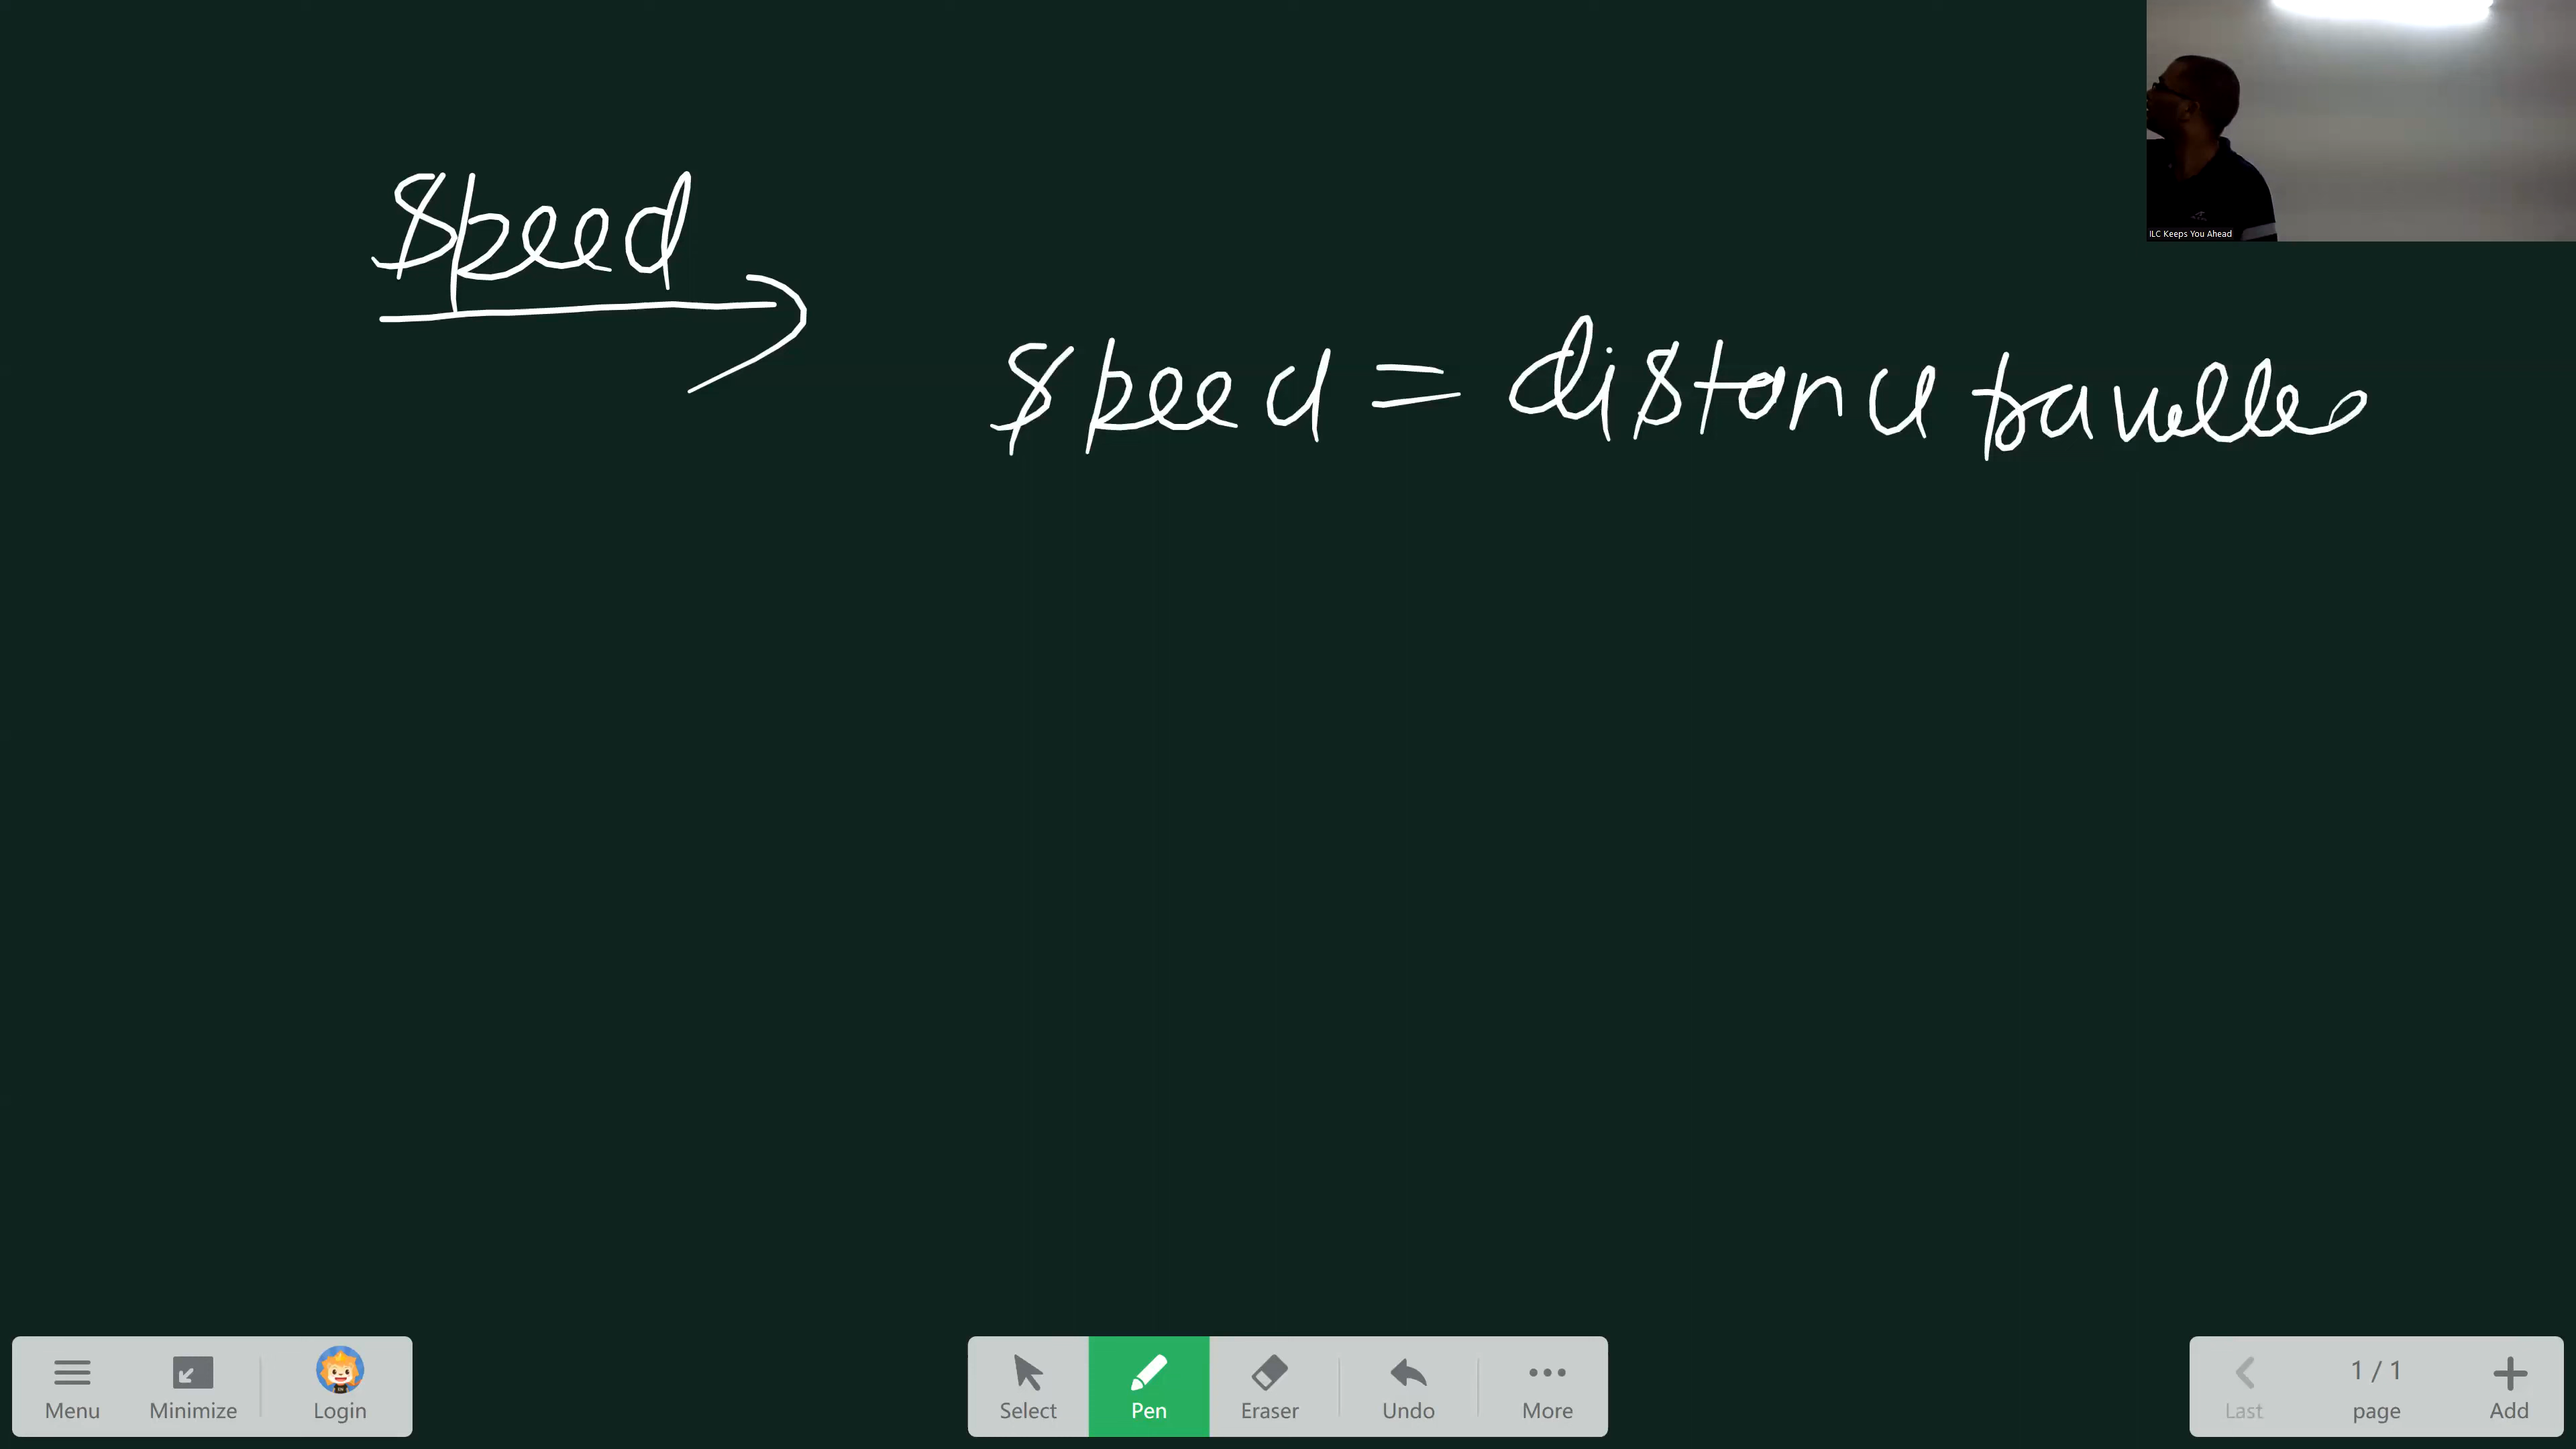 ILC Keeps You Ahead
Speed
Speed = distance travelle
Menu
Minimize
Login
Select
Pen
Eraser
Undo
More
Last
1 / 1
page
Add